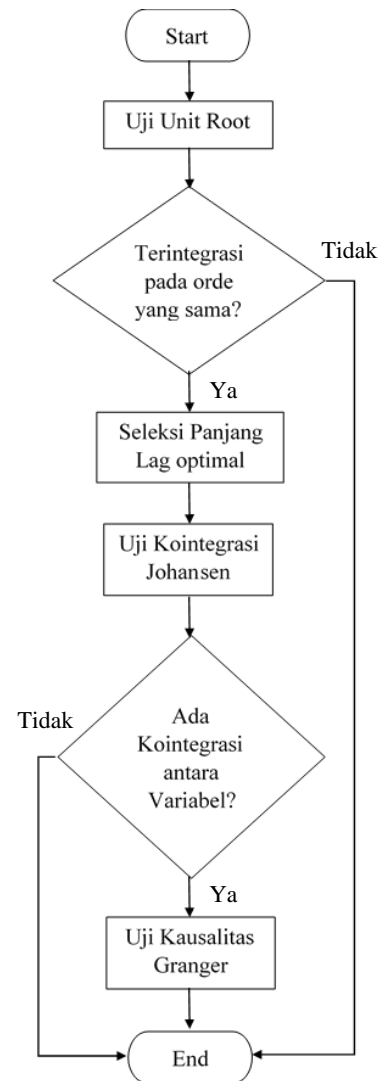 Start
Uji Unit Root
Terintegrasi
pada orde
yang sama?
Tidak
Ya
Seleksi Panjang
Lag optimal
Uji Kointegrasi
Johansen
Tidak
Ada
Kointegrasi
antara
Variabel?
Ya
Uji Kausalitas
Granger
End